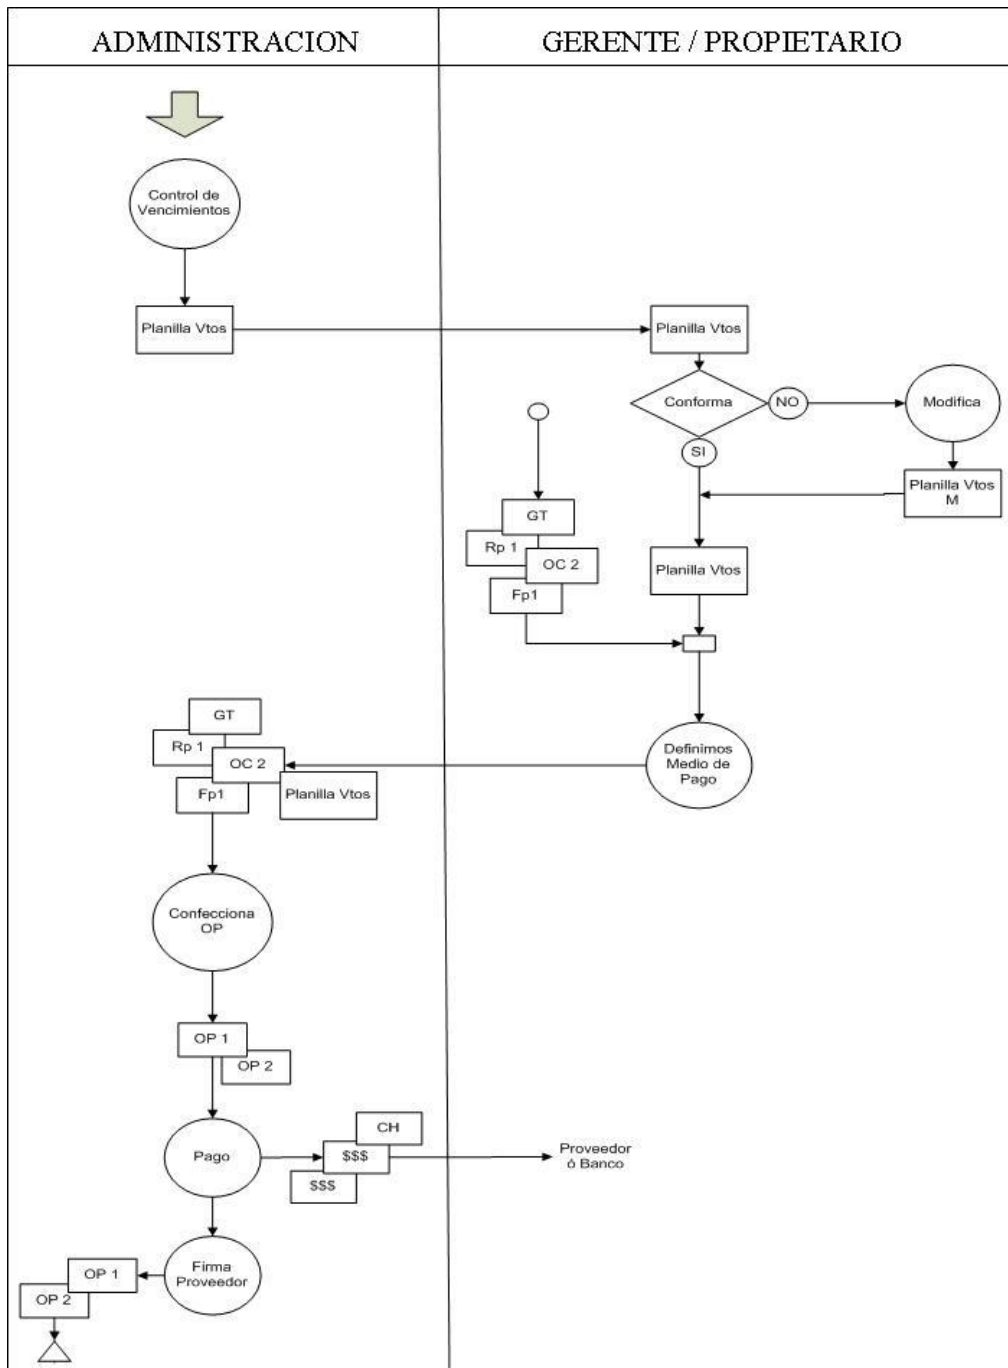 ADMINISTRACION
GERENTE / PROPIETARIO
Control de
Vencimientos
Planilla Vtos
Planilla Vtos
Conforma
NO
Modifica
SI
Planilla Vtos
M
GT
Rp 1
OC 2
Fp1
Planilla Vtos
GT
Rp 1
OC 2
Fp1
Planilla Vtos
Definimos
Medio de
Pago
Confecciona
OP
OP 1
OP 2
Pago
CH
$$$
$$$
Proveedor
ó Banco
Firma
Proveedor
OP 1
OP 2